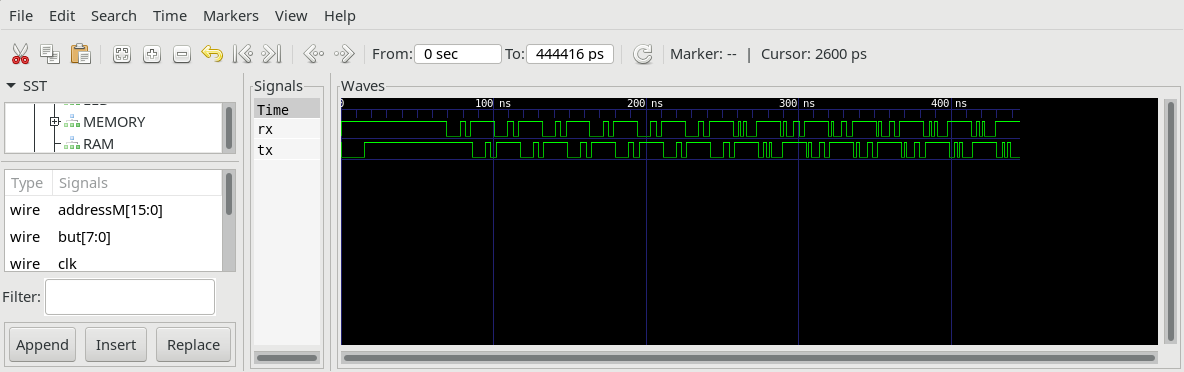 File Edit Search Time Markers View Help
From: 0 sec To: 444416 ps Marker: -- | Cursor: 2600 ps
SST
MEMORY
RAM
Type Signals
wire addressM[15:0]
wire but[7:0]
wire clk
Filter:
Append Insert Replace
Signals
Time
rx
tx
Waves
0 100 ns 200 ns 300 ns 400 ns